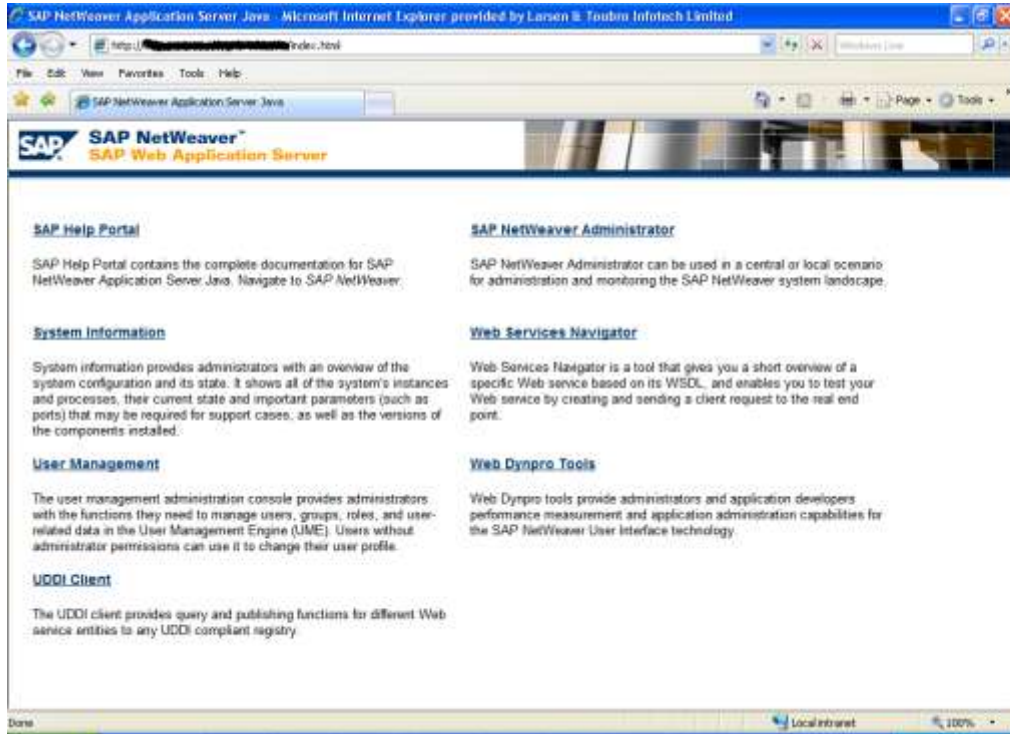 SAP NetWeaver Application Server Java - Microsoft Internet Explorer provided by Larsen & Toubro Infotech Limited
http:// /index.html
Windows Live
File Edit View Favorites Tools Help
SAP NetWeaver Application Server Java
Page Tools
SAP
SAP NetWeaver™
SAP Web Application Server
SAP Help Portal
SAP Help Portal contains the complete documentation for SAP
NetWeaver Application Server Java. Navigate to SAP NetWeaver.
SAP NetWeaver Administrator
SAP NetWeaver Administrator can be used in a central or local scenario
for administration and monitoring the SAP NetWeaver system landscape.
System Information
System information provides administrators with an overview of the
system configuration and its state. It shows all of the system's instances
and processes, their current state and important parameters (such as
ports) that may be required for support cases, as well as the versions of
the components installed.
Web Services Navigator
Web Services Navigator is a tool that gives you a short overview of a
specific Web service based on its WSDL, and enables you to test your
Web service by creating and sending a client request to the real end
point.
User Management
The user management administration console provides administrators
with the functions they need to manage users, groups, roles, and user-
related data in the User Management Engine (UME). Users without
administrator permissions can use it to change their user profile.
Web Dynpro Tools
Web Dynpro tools provide administrators and application developers
performance measurement and application administration capabilities for
the SAP NetWeaver User Interface technology.
UDDI Client
The UDDI client provides query and publishing functions for different Web
service entities to any UDDI compliant registry.
Done
Local intranet
100%